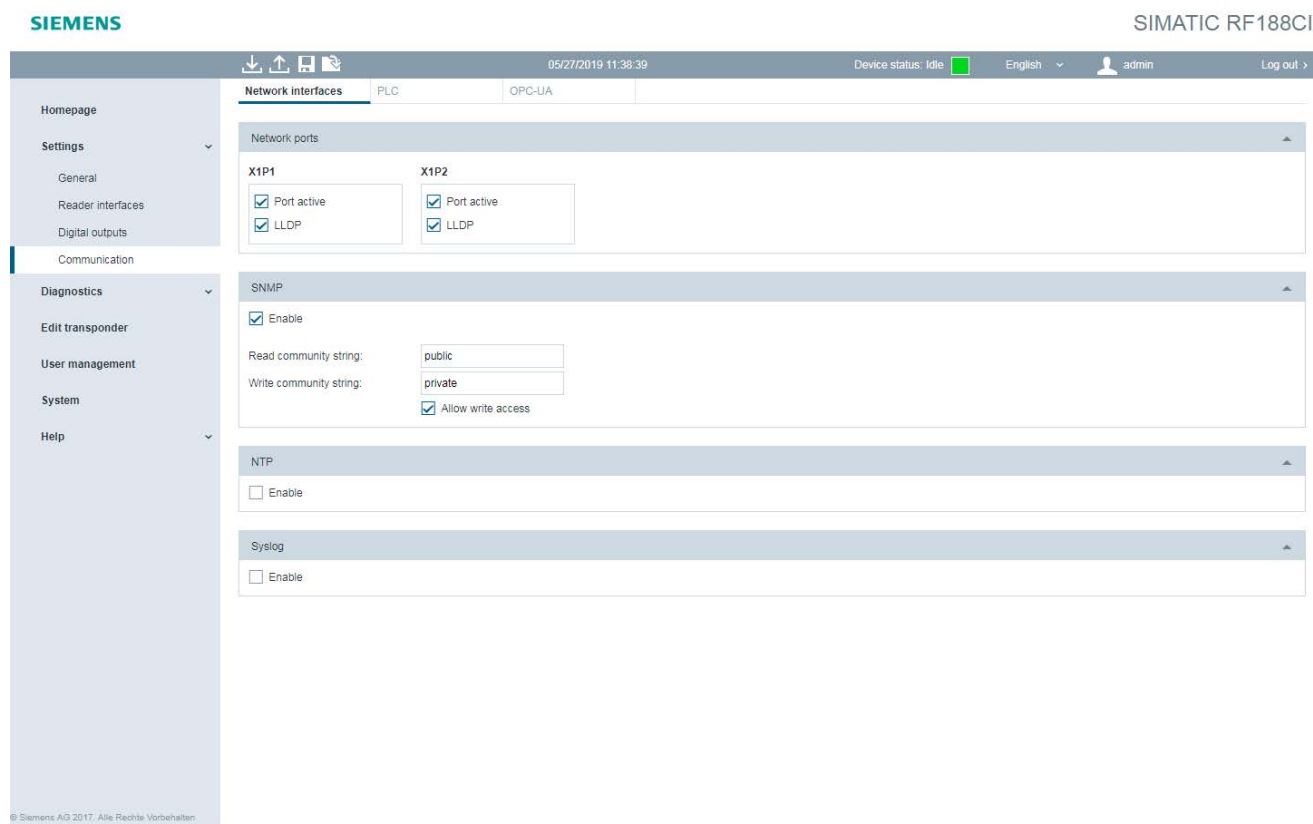 SIEMENS
SIMATIC RF188CI
05/27/2019 11:38:39
Device status: Idle
English
admin
Log out >
Network interfaces
PLC
OPC-UA
Homepage
Settings
General
Reader interfaces
Digital outputs
Communication
Diagnostics
Edit transponder
User management
System
Help
Network ports
X1P1
X1P2
Port active
Port active
LLDP
LLDP
SNMP
Enable
Read community string:
public
Write community string:
private
Allow write access
NTP
Enable
Syslog
Enable
© Siemens AG 2017. Alle Rechte Vorbehalten